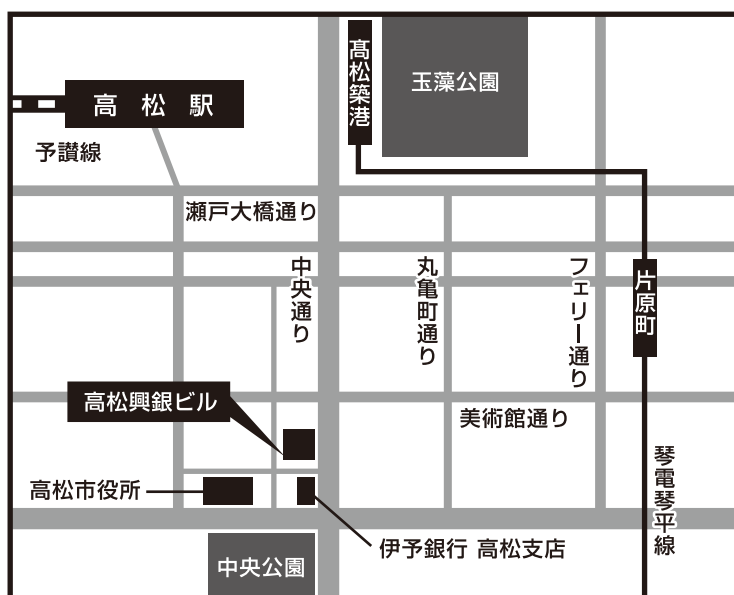 高松駅
予讃線
髙松築港
玉藻公園
瀬戸大橋通り
中央通り
丸亀町通り
フェリー通り
片原町
高松興銀ビル
美術館通り
高松市役所
琴電琴平線
伊予銀行 高松支店
中央公園